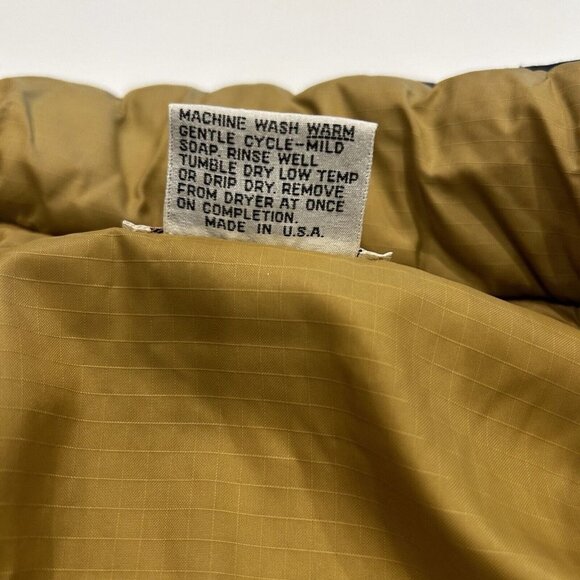 MACHINE WASH WARM
GENTLE CYCLE-MILD
SOAP. RINSE WELL
TUMBLE DRY LOW TEMP
OR DRIP DRY. REMOVE
FROM DRYER AT ONCE
ON COMPLETION.
MADE IN U.S.A.